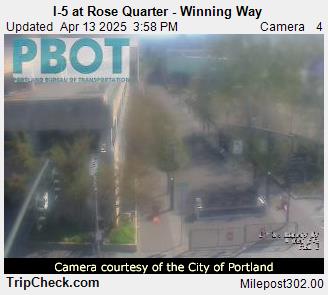 I-5 at Rose Quarter - Winning Way
Updated Apr 13 2025 3:58 PM Camera 4
PBOT
PORTLAND BUREAU OF TRANSPORTATION
Camera courtesy of the City of Portland
TripCheck.com Milepost302.00